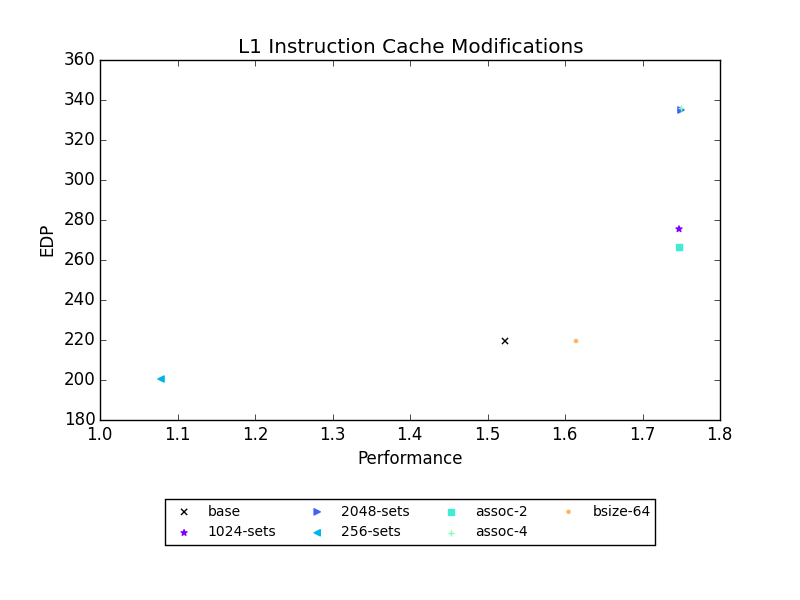 L1 Instruction Cache Modifications
360
340
320
300
280
260
240
220
200
180
EDP
1.0 1.1 1.2 1.3 1.4 1.5 1.6 1.7 1.8
Performance
base 2048-sets assoc-2 bsize-64
1024-sets 256-sets assoc-4